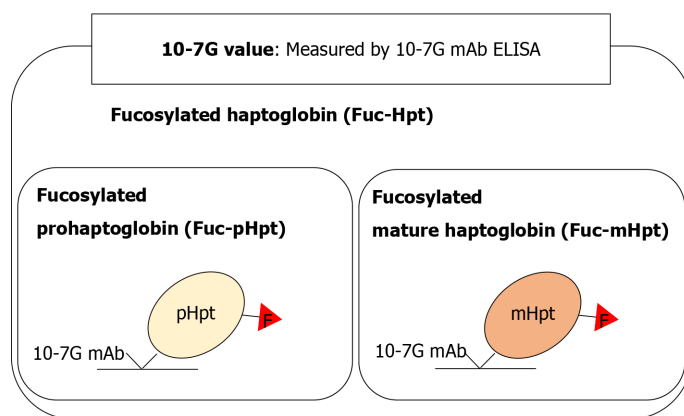 10-7G value: Measured by 10-7G mAb ELISA
Fucosylated haptoglobin (Fuc-Hpt)
Fucosylated
prohaptoglobin (Fuc-pHpt)
pHpt
F
10-7G mAb
Fucosylated
mature haptoglobin (Fuc-mHpt)
mHpt
F
10-7G mAb